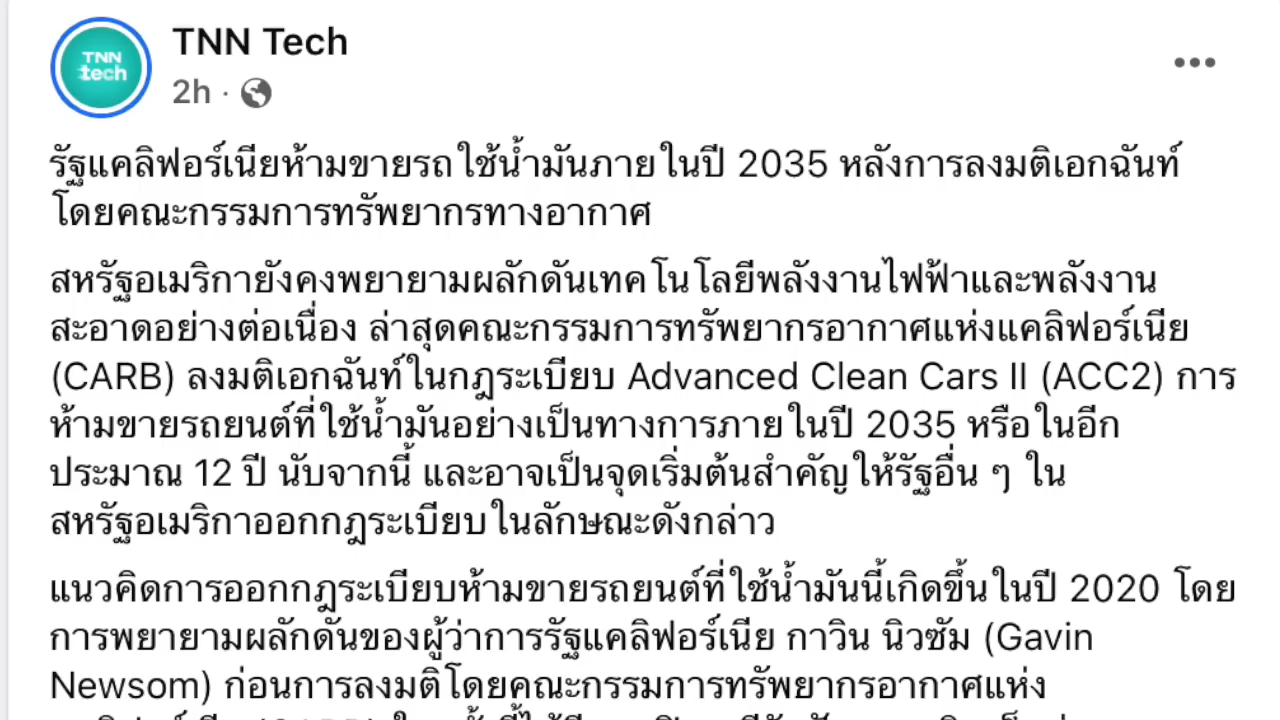 TNN Tech
TNN
tech
2h ·
รัฐแคลิฟอร์เนียห้ามขายรถใช้น้ำมันภายในปี 2035 หลังการลงมติเอกฉันท์
โดยคณะกรรมการทรัพยากรทางอากาศ
สหรัฐอเมริกายังคงพยายามผลักดันเทคโนโลยีพลังงานไฟฟ้าและพลังงาน
สะอาดอย่างต่อเนื่อง ล่าสุดคณะกรรมการทรัพยากรอากาศแห่งแคลิฟอร์เนีย
(CARB) ลงมติเอกฉันท์ในกฎระเบียบ Advanced Clean Cars II (ACC2) การ
ห้ามขายรถยนต์ที่ใช้น้ำมันอย่างเป็นทางการภายในปี 2035 หรือในอีก
ประมาณ 12 ปี นับจากนี้ และอาจเป็นจุดเริ่มต้นสำคัญให้รัฐอื่น ๆ ใน
สหรัฐอเมริกาออกกฎระเบียบในลักษณะดังกล่าว
แนวคิดการออกกฎระเบียบห้ามขายรถยนต์ที่ใช้น้ำมันนี้เกิดขึ้นในปี 2020 โดย
การพยายามผลักดันของผู้ว่าการรัฐแคลิฟอร์เนีย กาวิน นิวซัม (Gavin
Newsom) ก่อนการลงมติโดยคณะกรรมการทรัพยากรอากาศแห่ง